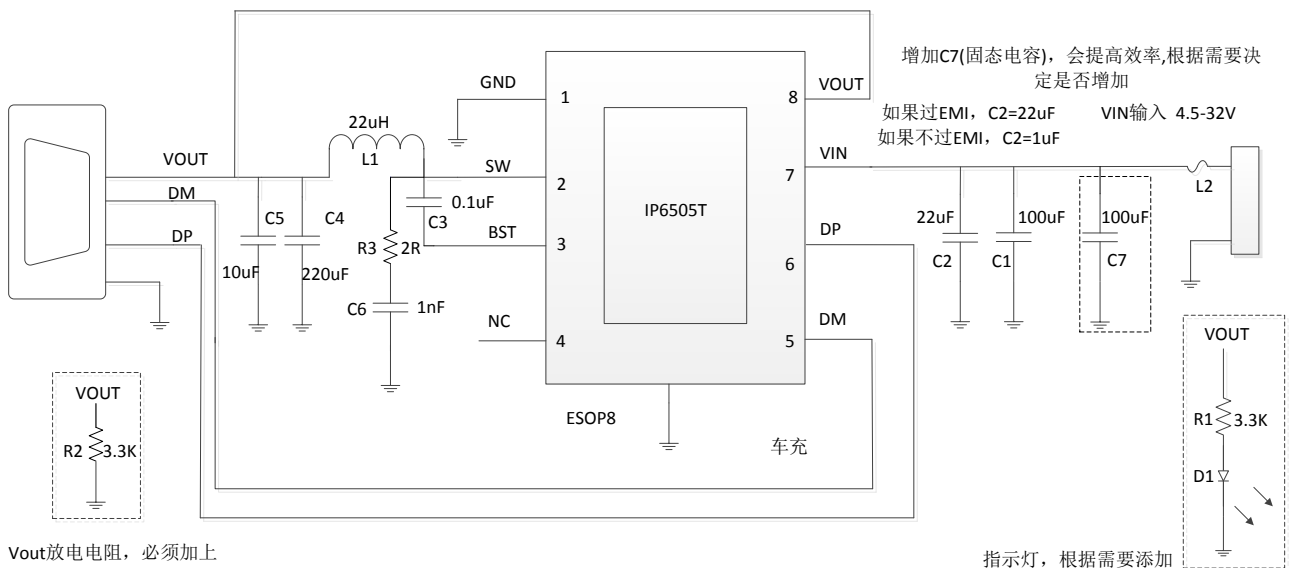 增加C7(固态电容)，会提高效率,根据需要决
定是否增加
如果过EMI，C2=22uF
如果不过EMI，C2=1uF
VIN输入 4.5-32V
GND
1
8
VOUT
22uH
L1
VOUT
SW
2
7
VIN
L2
DM
C3
0.1uF
IP6505T
C5
C4
22uF
100uF
100uF
DP
R3
2R
BST
3
6
DP
C2
C1
C7
10uF
220uF
C6
1nF
NC
4
5
DM
VOUT
VOUT
R2
3.3K
ESOP8
车充
R1
3.3K
D1
Vout放电电阻，必须加上
指示灯，根据需要添加